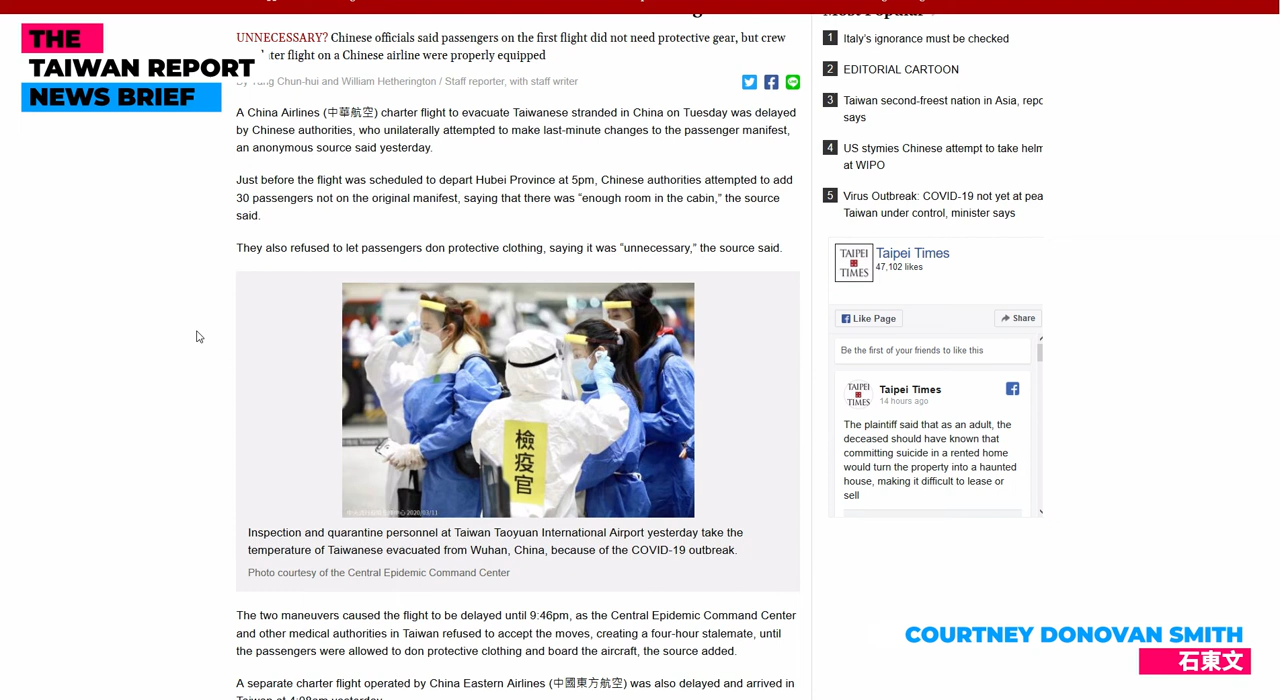 THE
TAIWAN REPORT
NEWS BRIEF
UNNECESSARY? Chinese officials said passengers on the first flight did not need protective gear, but crew
flight on a Chinese airline were properly equipped
Chun-hui and William Hetherington / Staff reporter, with staff writer
A China Airlines (中華航空) charter flight to evacuate Taiwanese stranded in China on Tuesday was delayed
by Chinese authorities, who unilaterally attempted to make last-minute changes to the passenger manifest,
an anonymous source said yesterday.
Just before the flight was scheduled to depart Hubei Province at 5pm, Chinese authorities attempted to add
30 passengers not on the original manifest, saying that there was “enough room in the cabin,” the source
said.
They also refused to let passengers don protective clothing, saying it was “unnecessary,” the source said.
檢疫官
2020/03/11
Inspection and quarantine personnel at Taiwan Taoyuan International Airport yesterday take the
temperature of Taiwanese evacuated from Wuhan, China, because of the COVID-19 outbreak.
Photo courtesy of the Central Epidemic Command Center
The two maneuvers caused the flight to be delayed until 9:46pm, as the Central Epidemic Command Center
and other medical authorities in Taiwan refused to accept the moves, creating a four-hour stalemate, until
the passengers were allowed to don protective clothing and board the aircraft, the source added.
A separate charter flight operated by China Eastern Airlines (中國東方航空) was also delayed and arrived in
Most Popular
1 Italy's ignorance must be checked
2 EDITORIAL CARTOON
3 Taiwan second-freest nation in Asia, repo
says
4 US stymies Chinese attempt to take helm
at WIPO
5 Virus Outbreak: COVID-19 not yet at pea
Taiwan under control, minister says
TAIPEI
TIMES
Taipei Times
47,102 likes
Like Page
Share
Be the first of your friends to like this
TAIPEI
TIMES
Taipei Times
14 hours ago
The plaintiff said that as an adult, the
deceased should have known that
committing suicide in a rented home
would turn the property into a haunted
house, making it difficult to lease or
sell
COURTNEY DONOVAN SMITH
石東文